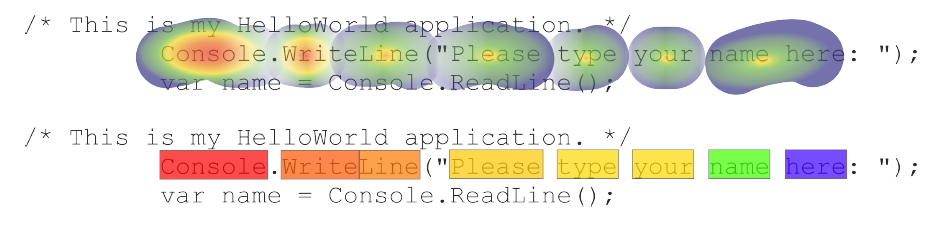 /* This is my HelloWorld application. */
Console.WriteLine("Please type your name here: ");
var name = Console.ReadLine();
/* This is my HelloWorld application. */
Console.WriteLine("Please type your name here: ");
var name = Console.ReadLine();